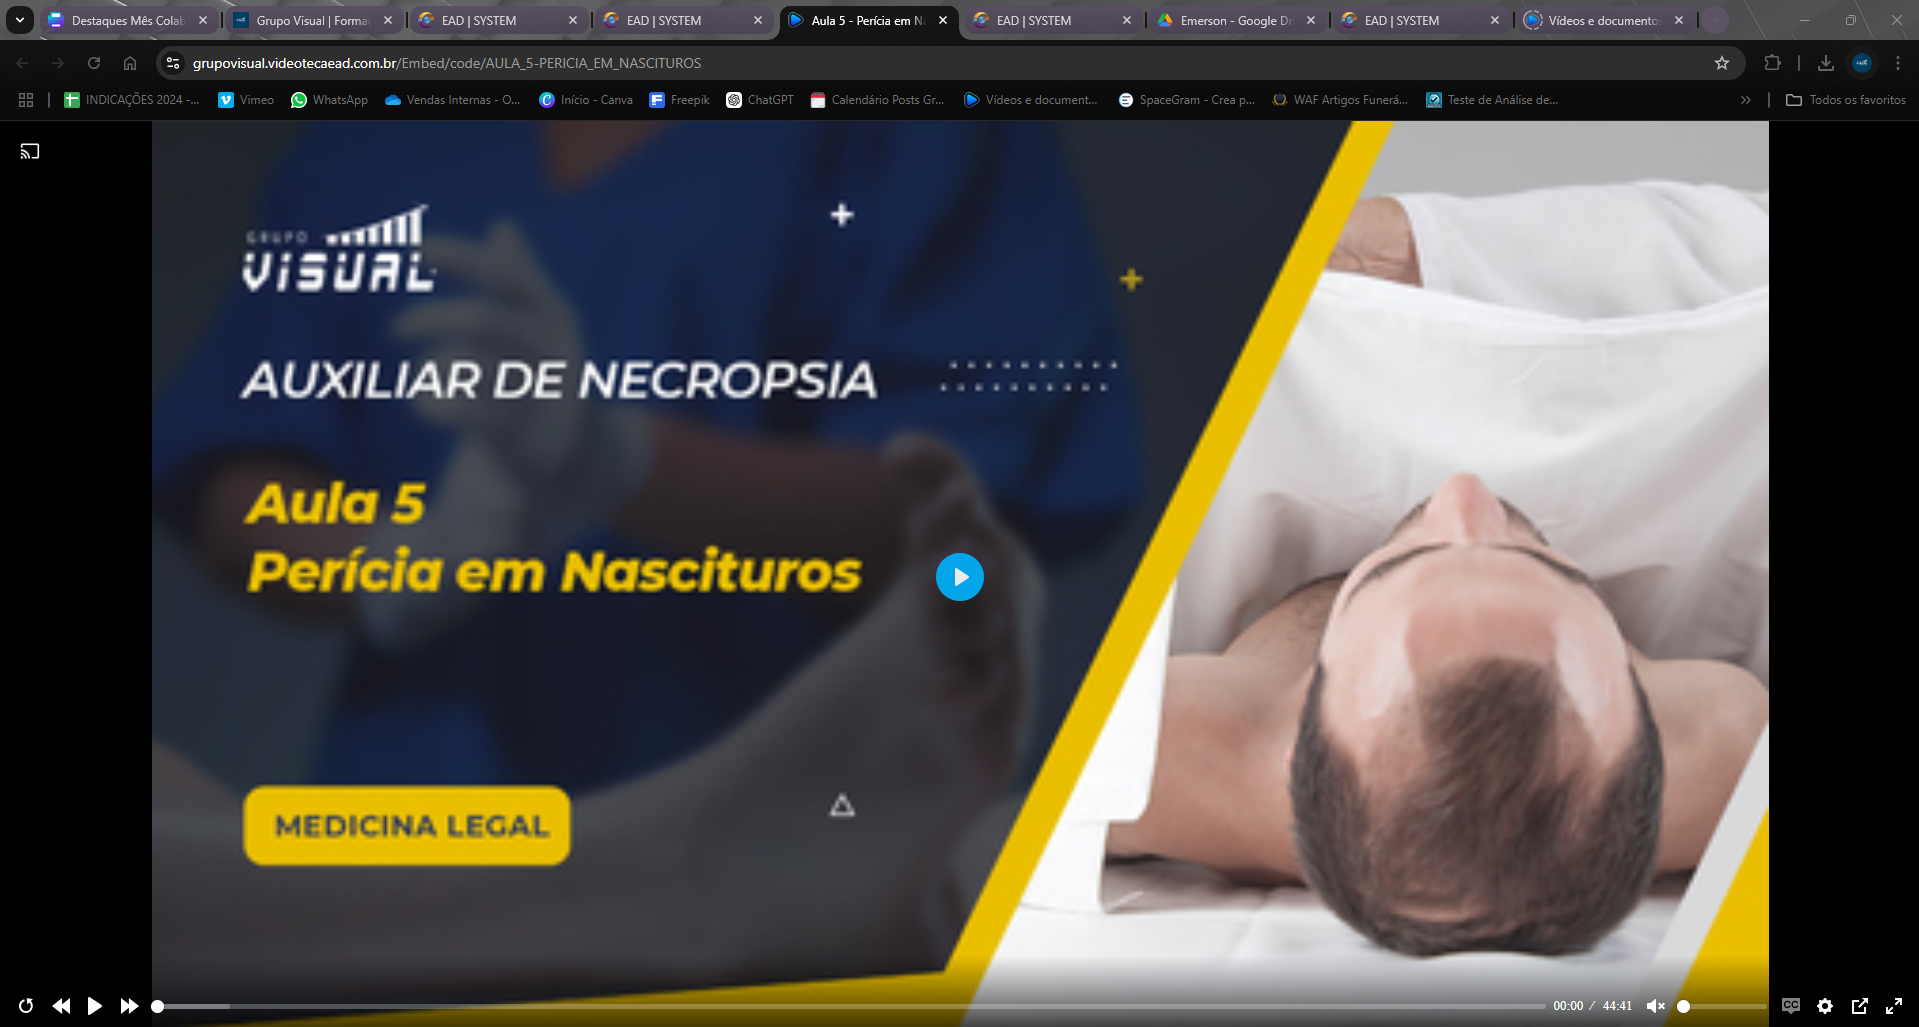 Destaques Mês Colab
Grupo Visual | Forma
EAD | SYSTEM
EAD | SYSTEM
Aula 5 - Perícia em N
EAD | SYSTEM
Emerson - Google Dr
EAD | SYSTEM
Vídeos e documento
grupovisual.videotecaead.com.br/Embed/code/AULA_5-PERICIA_EM_NASCITUROS
INDICAÇÕES 2024 -...
Vimeo
WhatsApp
Vendas Internas - O...
Início - Canva
Freepik
ChatGPT
Calendário Posts Gr...
Vídeos e document...
SpaceGram - Crea p...
WAF Artigos Funerá...
Teste de Análise de...
Todos os favoritos
GRUPO
VISUAL
AUXILIAR DE NECROPSIA
Aula 5
Perícia em Nascituros
MEDICINA LEGAL
00:00 / 44:41
CC